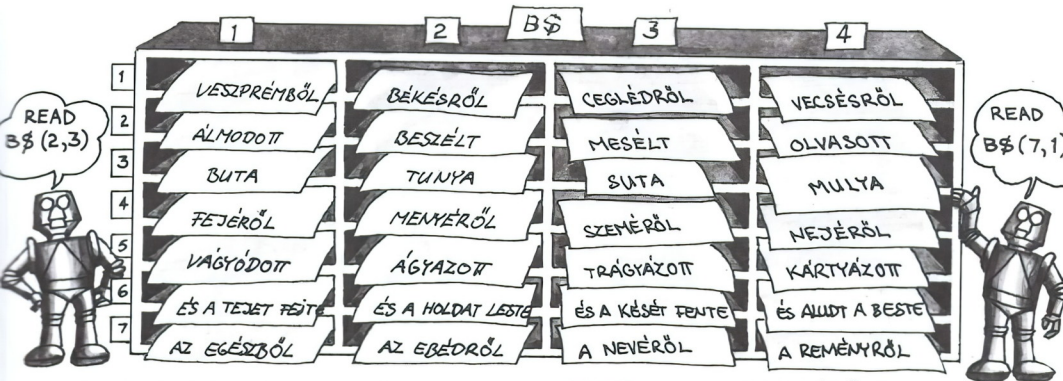 B$
1 2 3 4
1 VESZPRÉMBŐL BÉKÉSRŐL CEGLÉDRŐL VECSÉSRŐL
READ
B$(2,3)
2 ÁLMODOTT BESZÉLT MESÉLT OLVASOTT
READ
B$(7,1)
3 BUTA TUNYA SUTA MULYA
4 FEJÉRŐL MENYÉRŐL SZEMÉRŐL NEJÉRŐL
5 VÁGYÓDOTT ÁGYAZOTT TRÁGYÁZOTT KÁRTYÁZOTT
6 ÉS A TEJET FEJTE ÉS A HOLDAT LESTE ÉS A KÉSÉT FENTE ÉS ALUDT A BESTE
7 AZ EGÉSZBŐL AZ EBÉDRŐL A NEVÉRŐL A REMÉNYRŐL